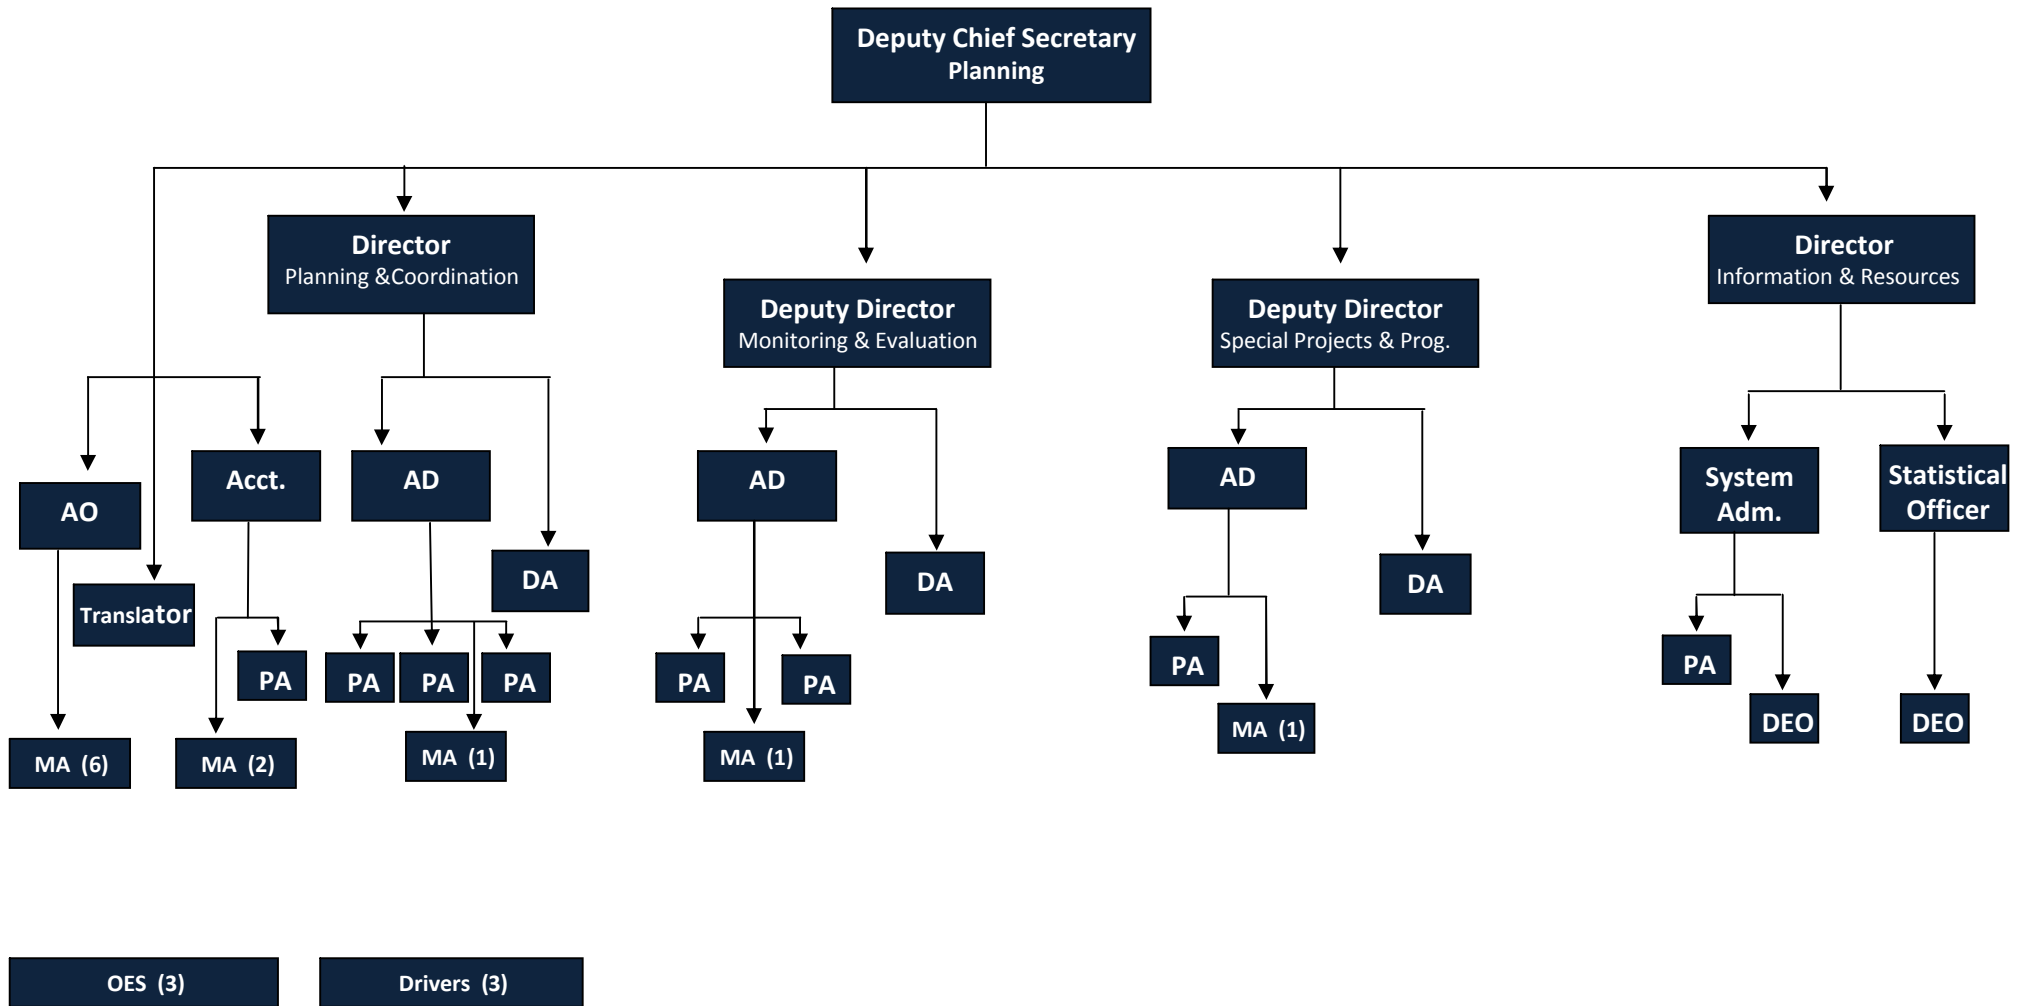 Deputy Chief Secretary
Planning
Director
Planning &Coordination
Director
Information & Resources
Deputy Director
Monitoring & Evaluation
Deputy Director
Special Projects & Prog.
AO
Acct.
AD
AD
AD
System
Adm.
Statistical
Officer
DA
DA
DA
Translator
PA
PA
PA
PA
PA
PA
PA
PA
MA (6)
MA (2)
MA (1)
MA (1)
MA (1)
DEO
DEO
OES (3)
Drivers (3)